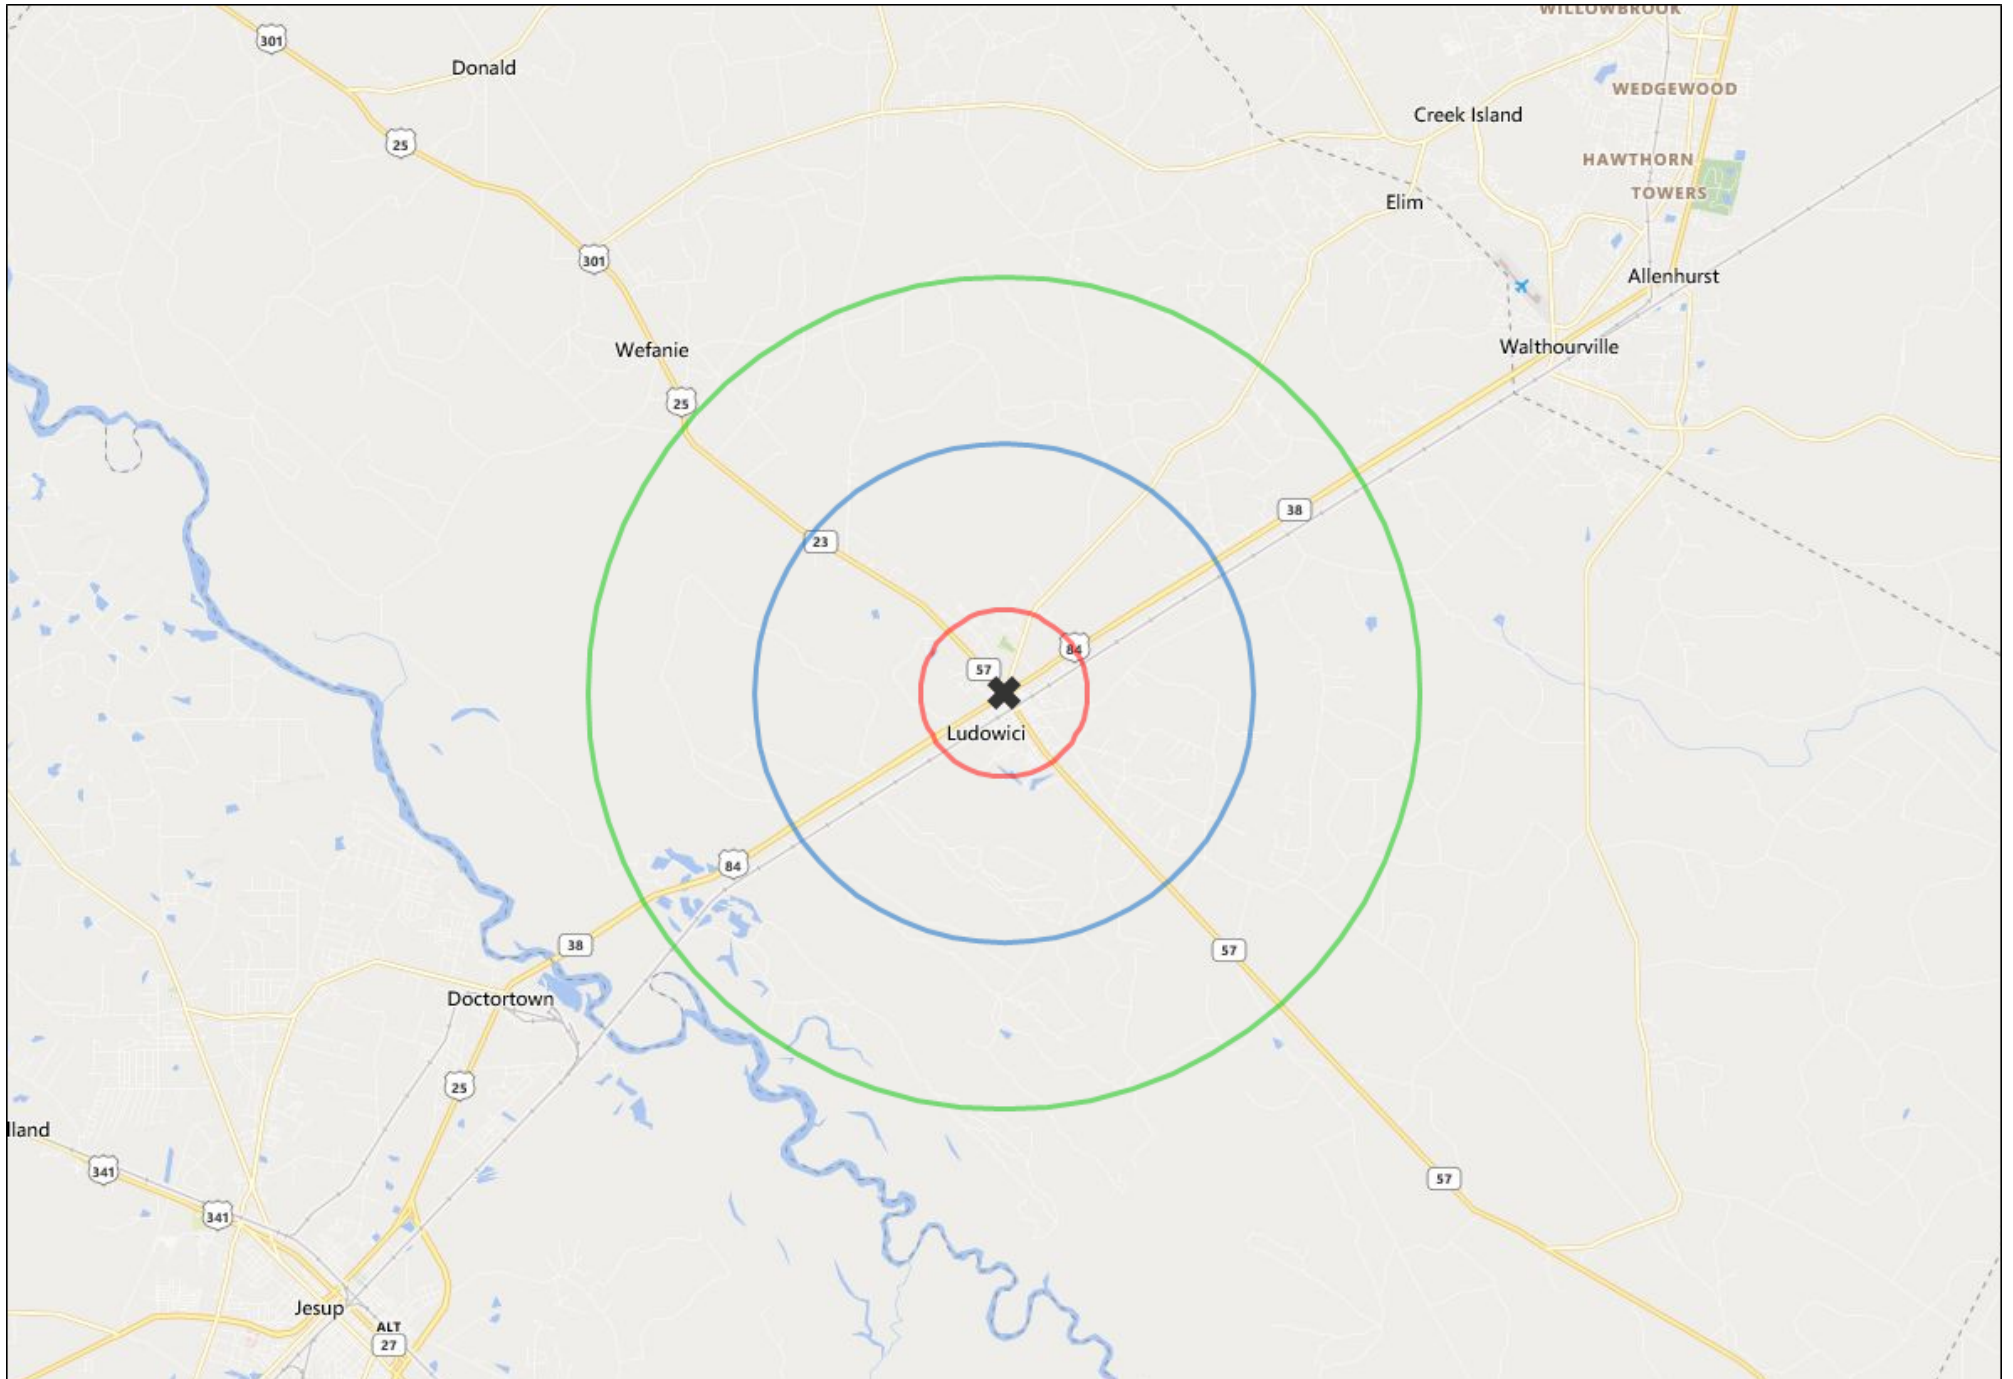 WILLOWBROOK
301
Donald
WEDGEWOOD
Creek Island
25
HAWTHORN
TOWERS
Elim
301
Allenhurst
Wefanie
Walthourville
25
38
23
84
57
Ludowici
84
38
57
Doctortown
25
lland
341
57
341
Jesup
ALT
27